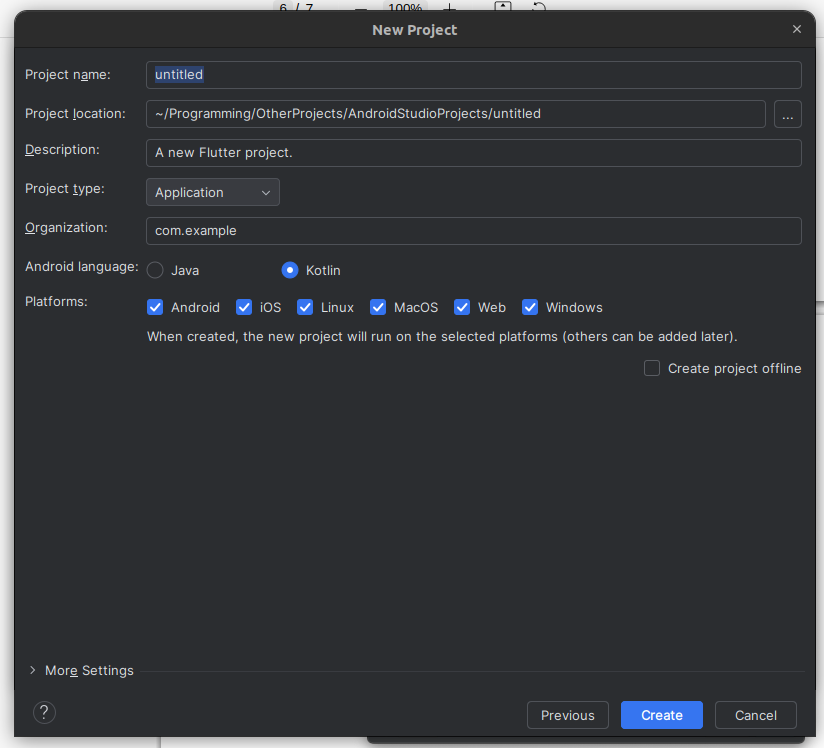 6 / 7 — 100% +
New Project ×
Project name: untitled
Project location: ~/Programming/OtherProjects/AndroidStudioProjects/untitled ...
Description: A new Flutter project.
Project type: Application
Organization: com.example
Android language: Java Kotlin
Platforms: Android iOS Linux MacOS Web Windows
When created, the new project will run on the selected platforms (others can be added later).
Create project offline
More Settings
? Previous Create Cancel